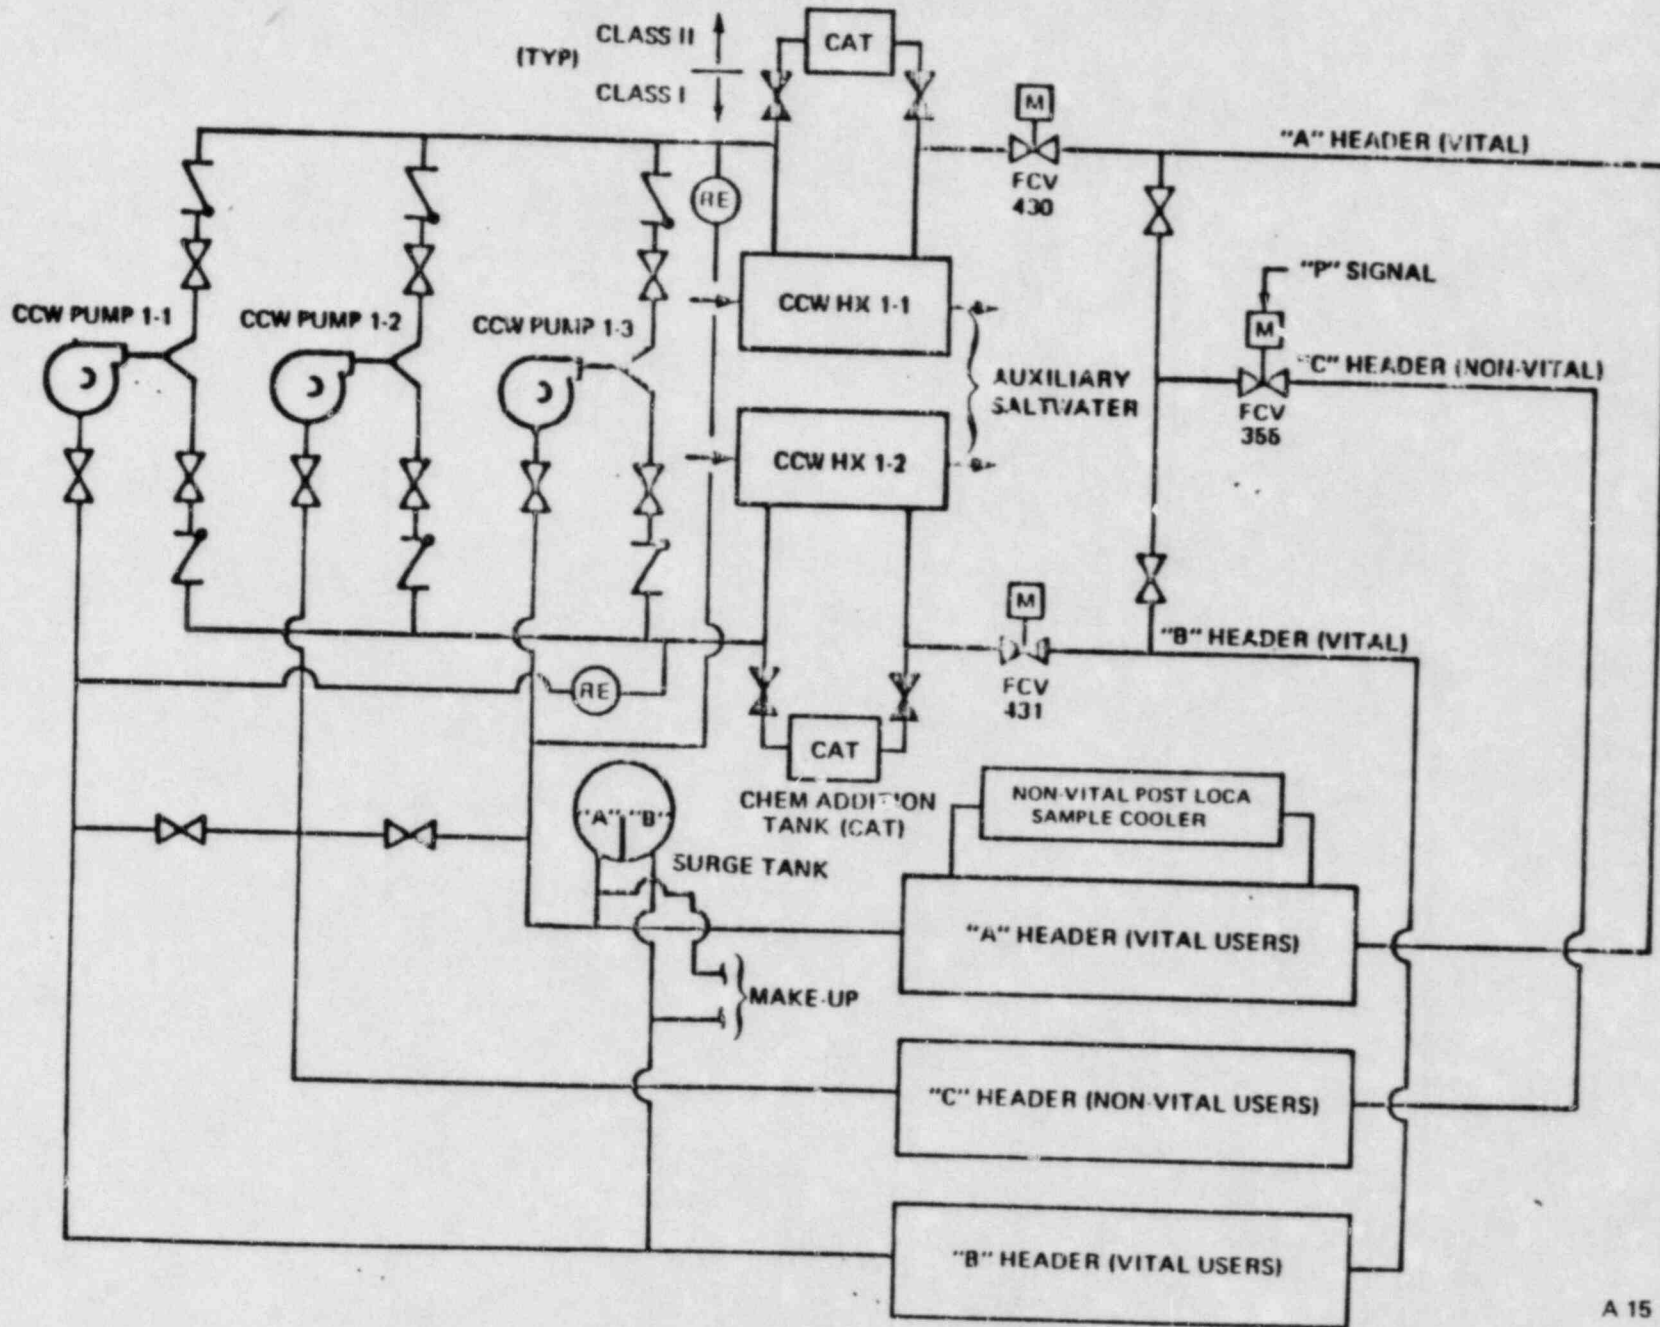 CLASS II
(TYP)
CLASS I
CAT
M
"A" HEADER (VITAL)
FCV
430
RE
"P" SIGNAL
M
CCW PUMP 1-1
CCW PUMP 1-2
CCW PUMP 1-3
CCW HX 1-1
"C" HEADER (NON-VITAL)
FCV
355
AUXILIARY
SALTWATER
CCW HX 1-2
M
"B" HEADER (VITAL)
FCV
431
RE
CAT
CHEM ADDITION
TANK (CAT)
NON-VITAL POST LOCA
SAMPLE COOLER
"A" "B"
SURGE TANK
"A" HEADER (VITAL USERS)
MAKE-UP
"C" HEADER (NON-VITAL USERS)
"B" HEADER (VITAL USERS)
A 15